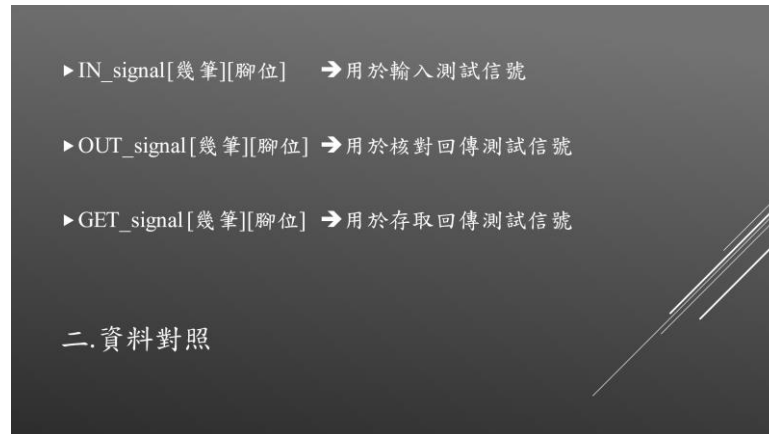 ▶IN_signal[幾筆][腳位] ➔用於輸入測試信號
▶OUT_signal[幾筆][腳位] ➔用於核對回傳測試信號
▶GET_signal[幾筆][腳位] ➔用於存取回傳測試信號
二.資料對照